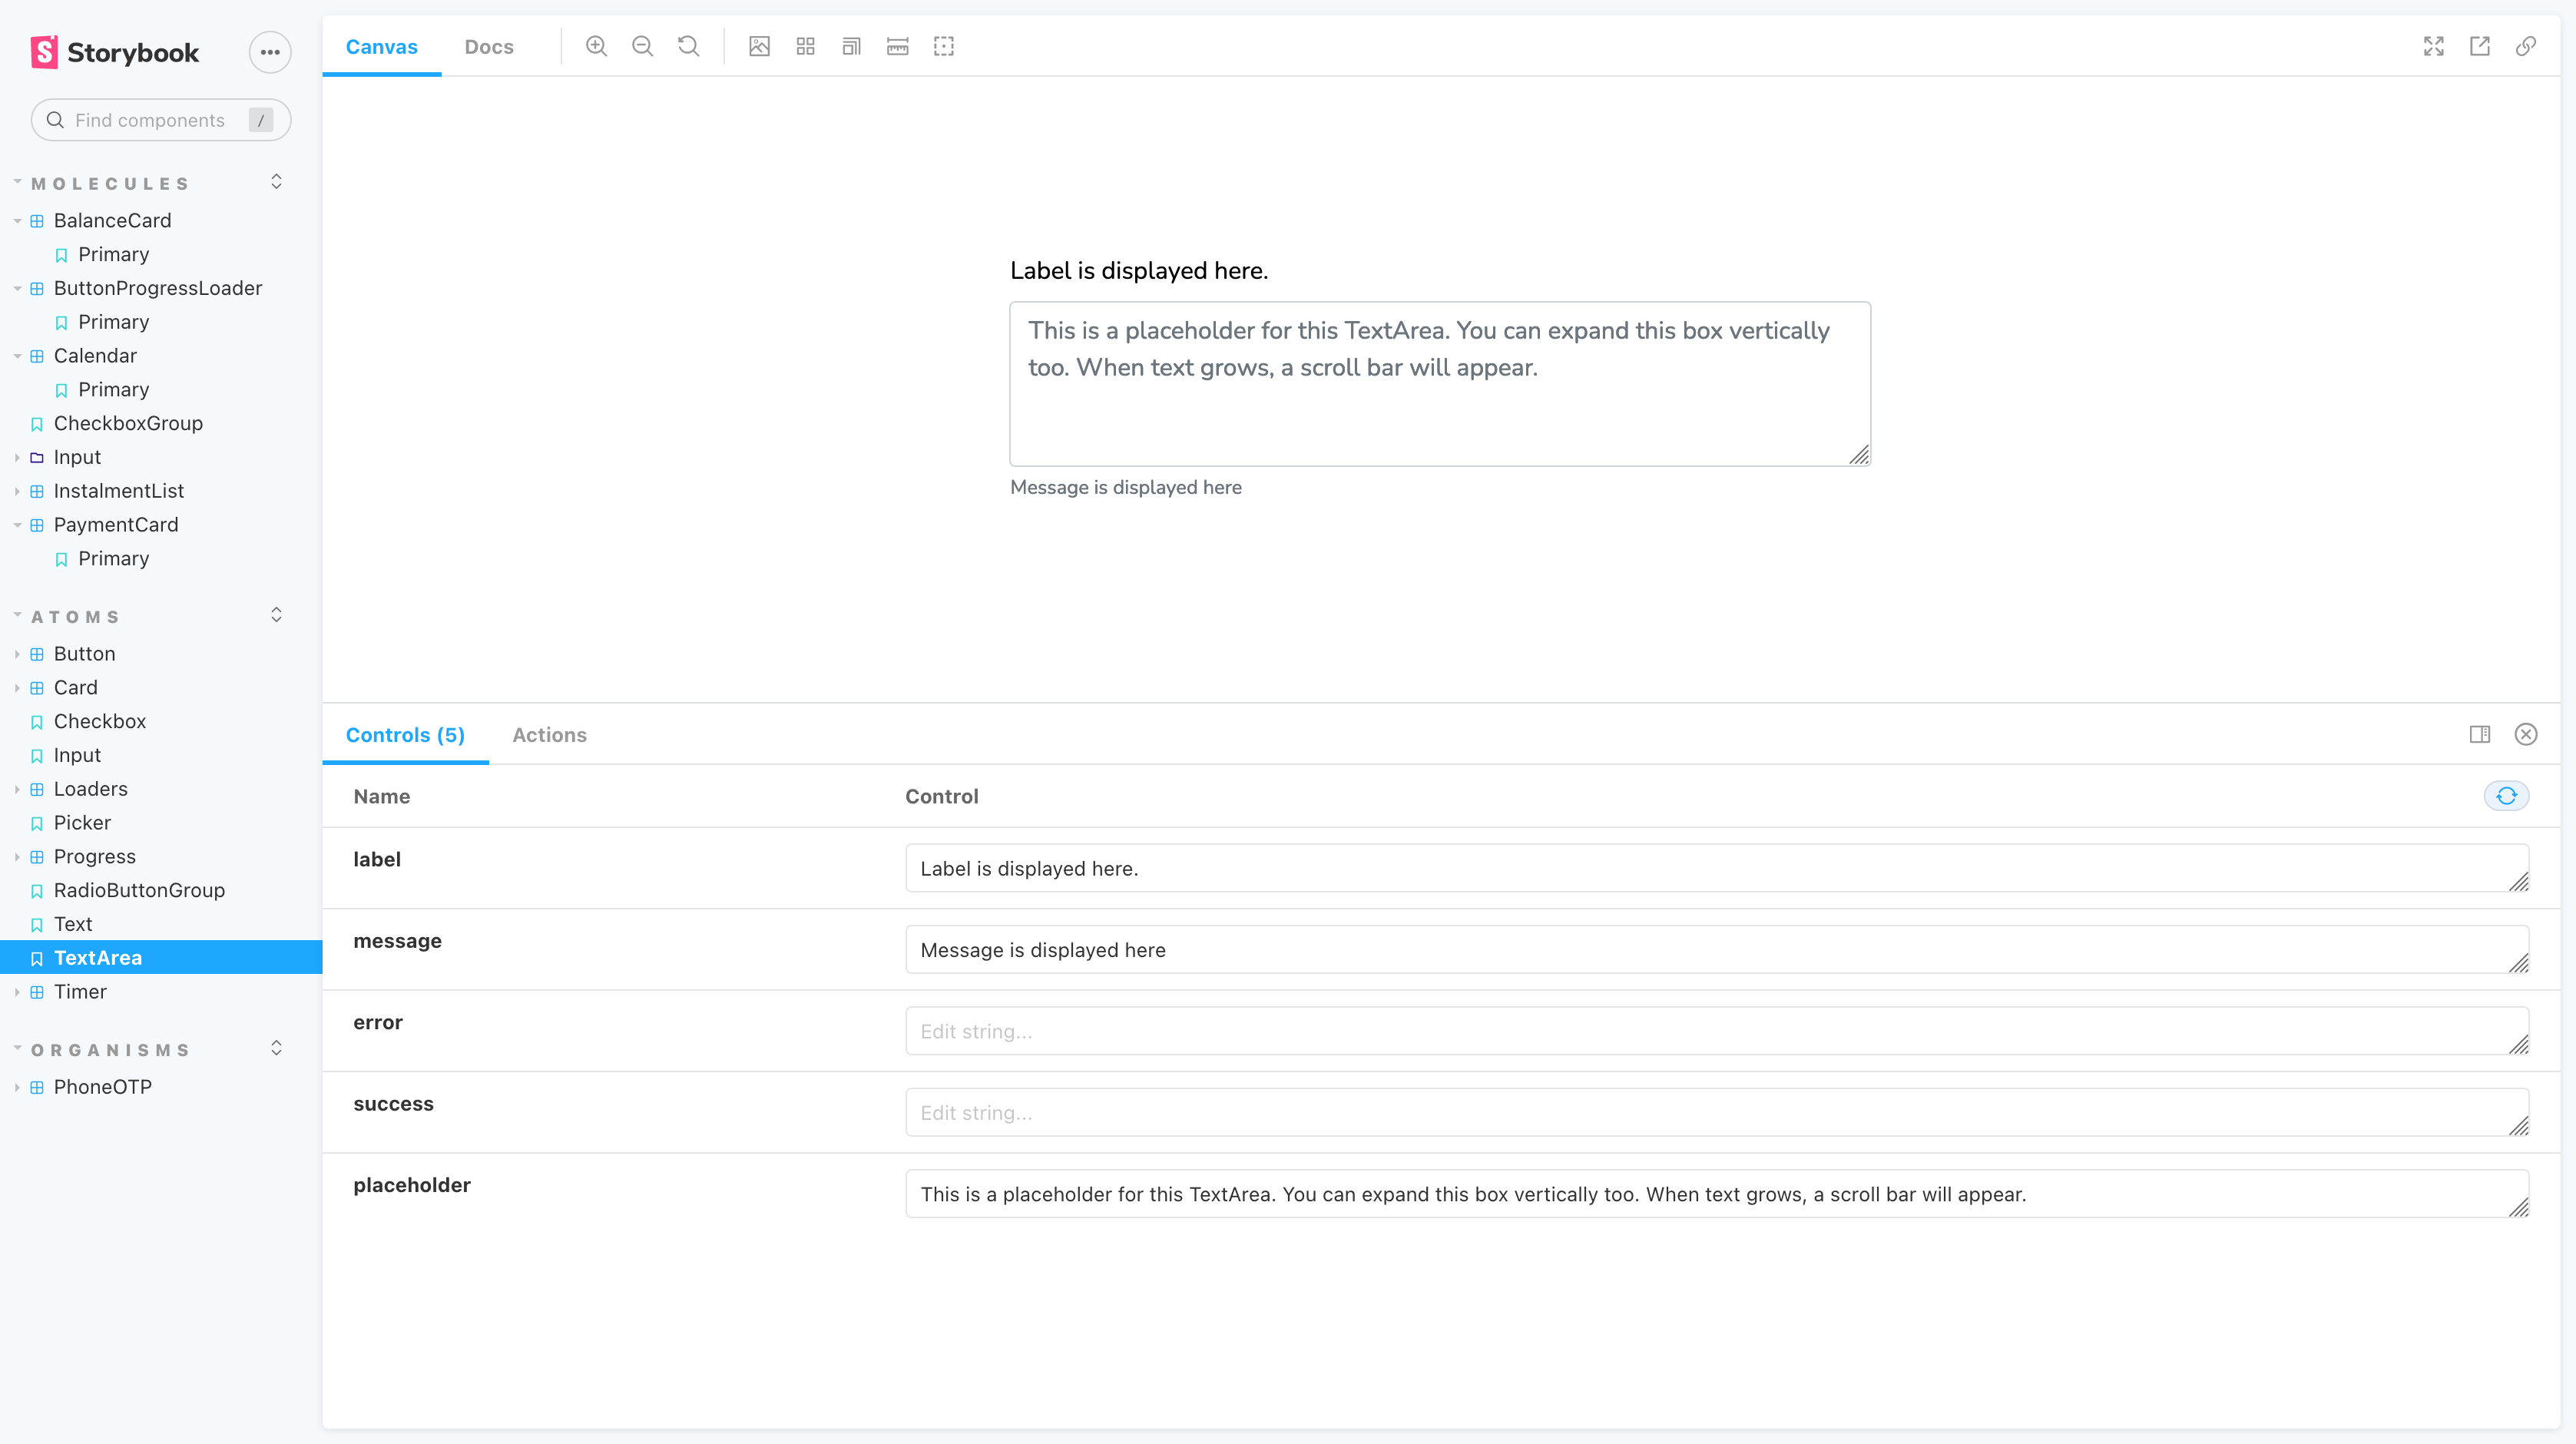 Storybook
Find components /
MOLECULES
BalanceCard
Primary
ButtonProgressLoader
Primary
Calendar
Primary
CheckboxGroup
Input
InstalmentList
PaymentCard
Primary
ATOMS
Button
Card
Checkbox
Input
Loaders
Picker
Progress
RadioButtonGroup
Text
TextArea
Timer
ORGANISMS
PhoneOTP
Canvas Docs
Label is displayed here.
This is a placeholder for this TextArea. You can expand this box vertically
too. When text grows, a scroll bar will appear.
Message is displayed here
Controls (5) Actions
Name Control
label Label is displayed here.
message Message is displayed here
error Edit string...
success Edit string...
placeholder This is a placeholder for this TextArea. You can expand this box vertically too. When text grows, a scroll bar will appear.